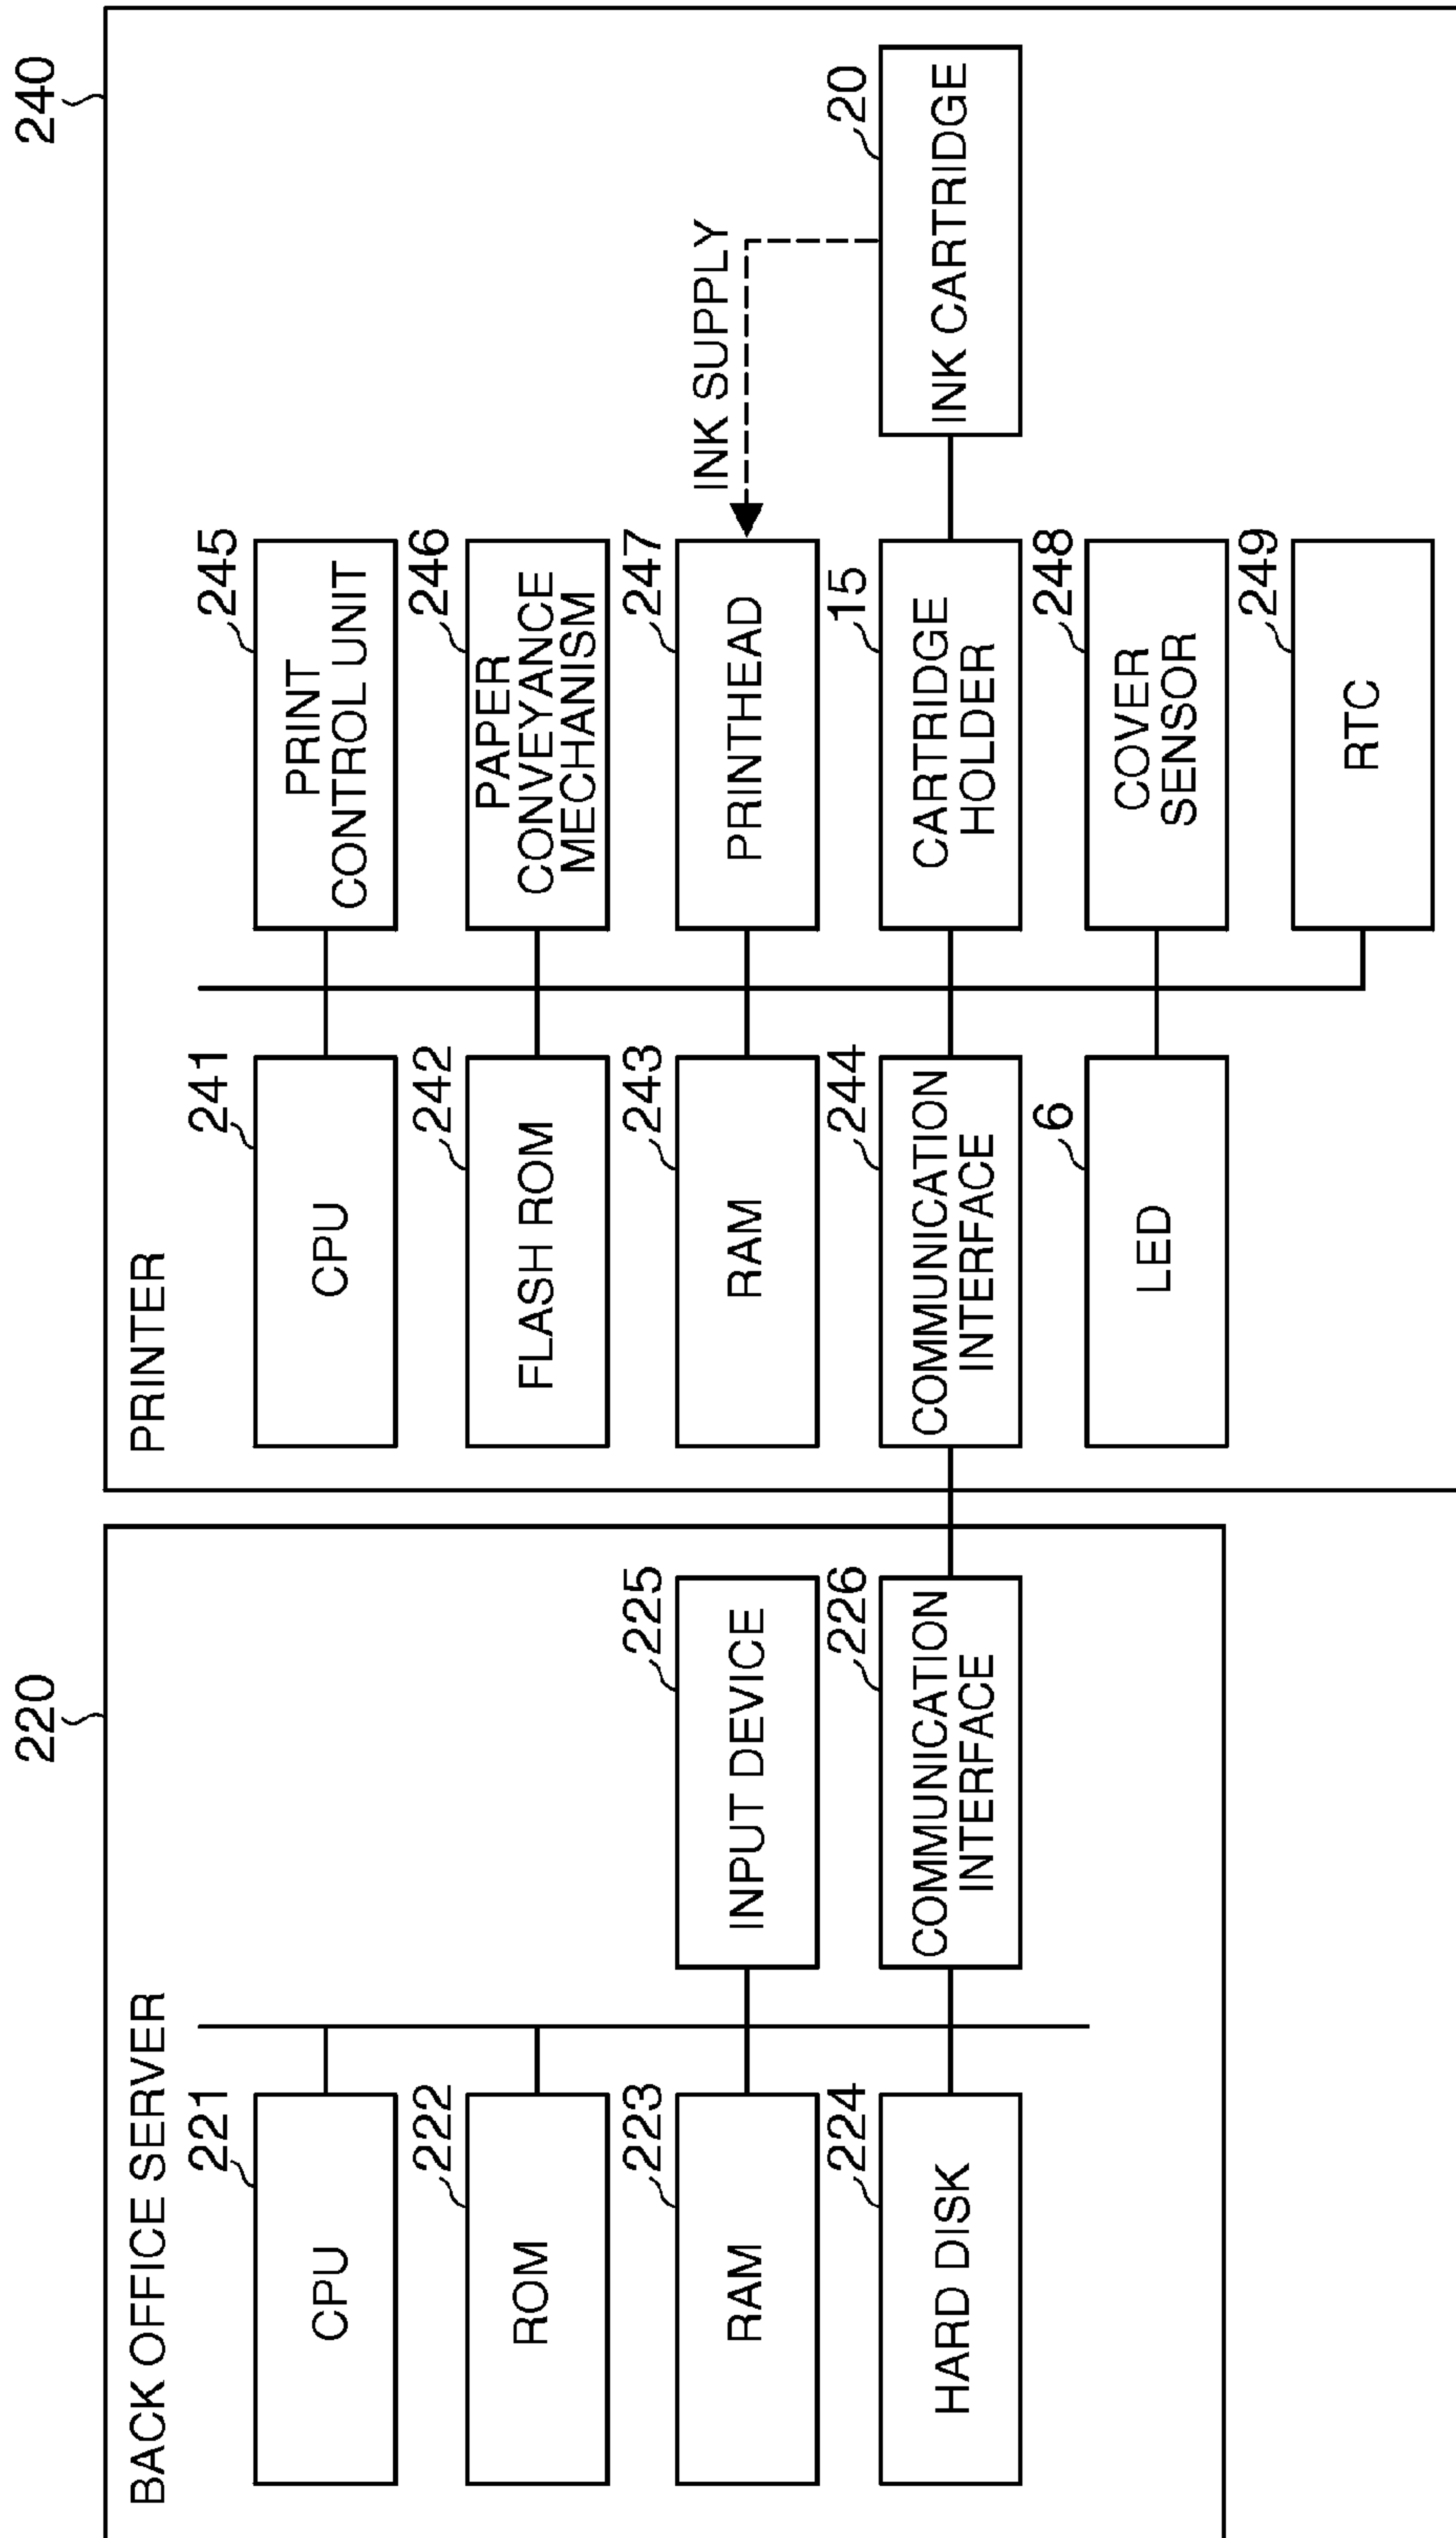 220
BACK OFFICE SERVER
221
CPU
222
ROM
223
RAM
224
HARD DISK
225
INPUT DEVICE
226
COMMUNICATION
INTERFACE
240
PRINTER
241
CPU
242
FLASH ROM
243
RAM
244
COMMUNICATION
INTERFACE
6
LED
245
PRINT
CONTROL UNIT
246
PAPER
CONVEYANCE
MECHANISM
247
PRINTHEAD
15
CARTRIDGE
HOLDER
248
COVER
SENSOR
249
RTC
INK SUPPLY
20
INK CARTRIDGE